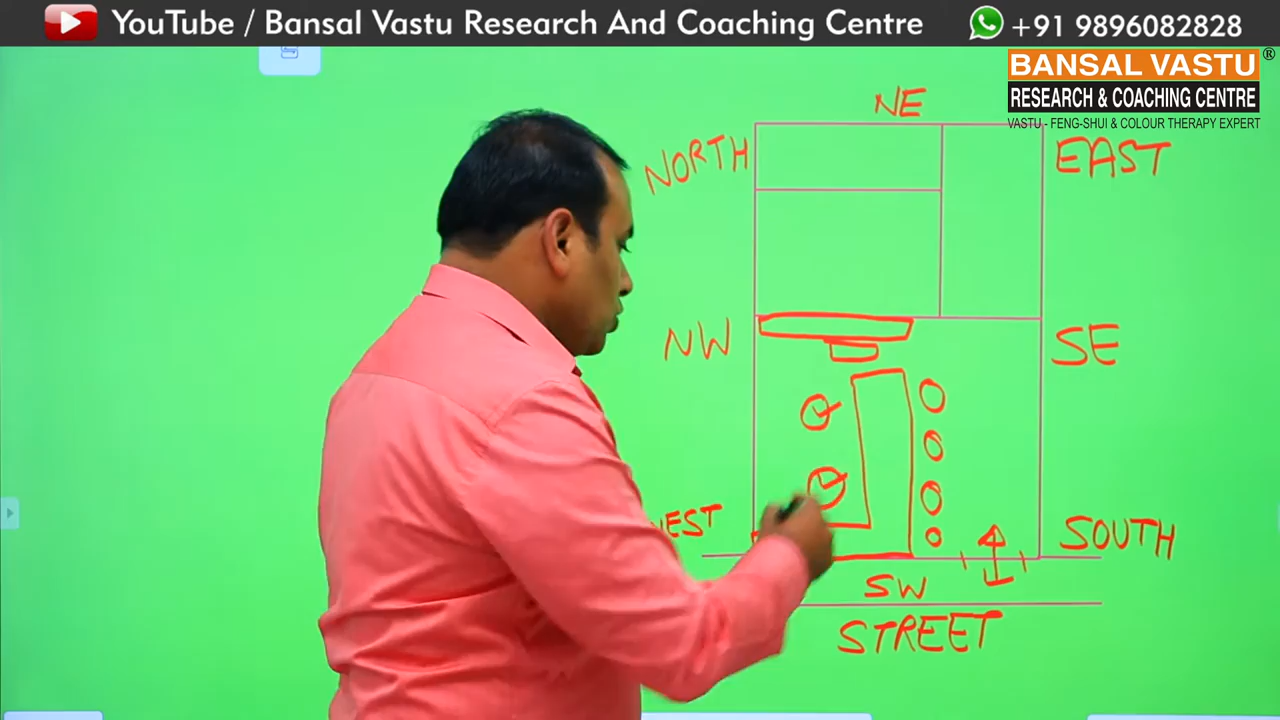 YouTube / Bansal Vastu Research And Coaching Centre +91 9896082828
BANSAL VASTU ®
RESEARCH & COACHING CENTRE
VASTU - FENG-SHUI & COLOUR THERAPY EXPERT
NE
NORTH
EAST
NW
SE
SOUTH
SW
STREET